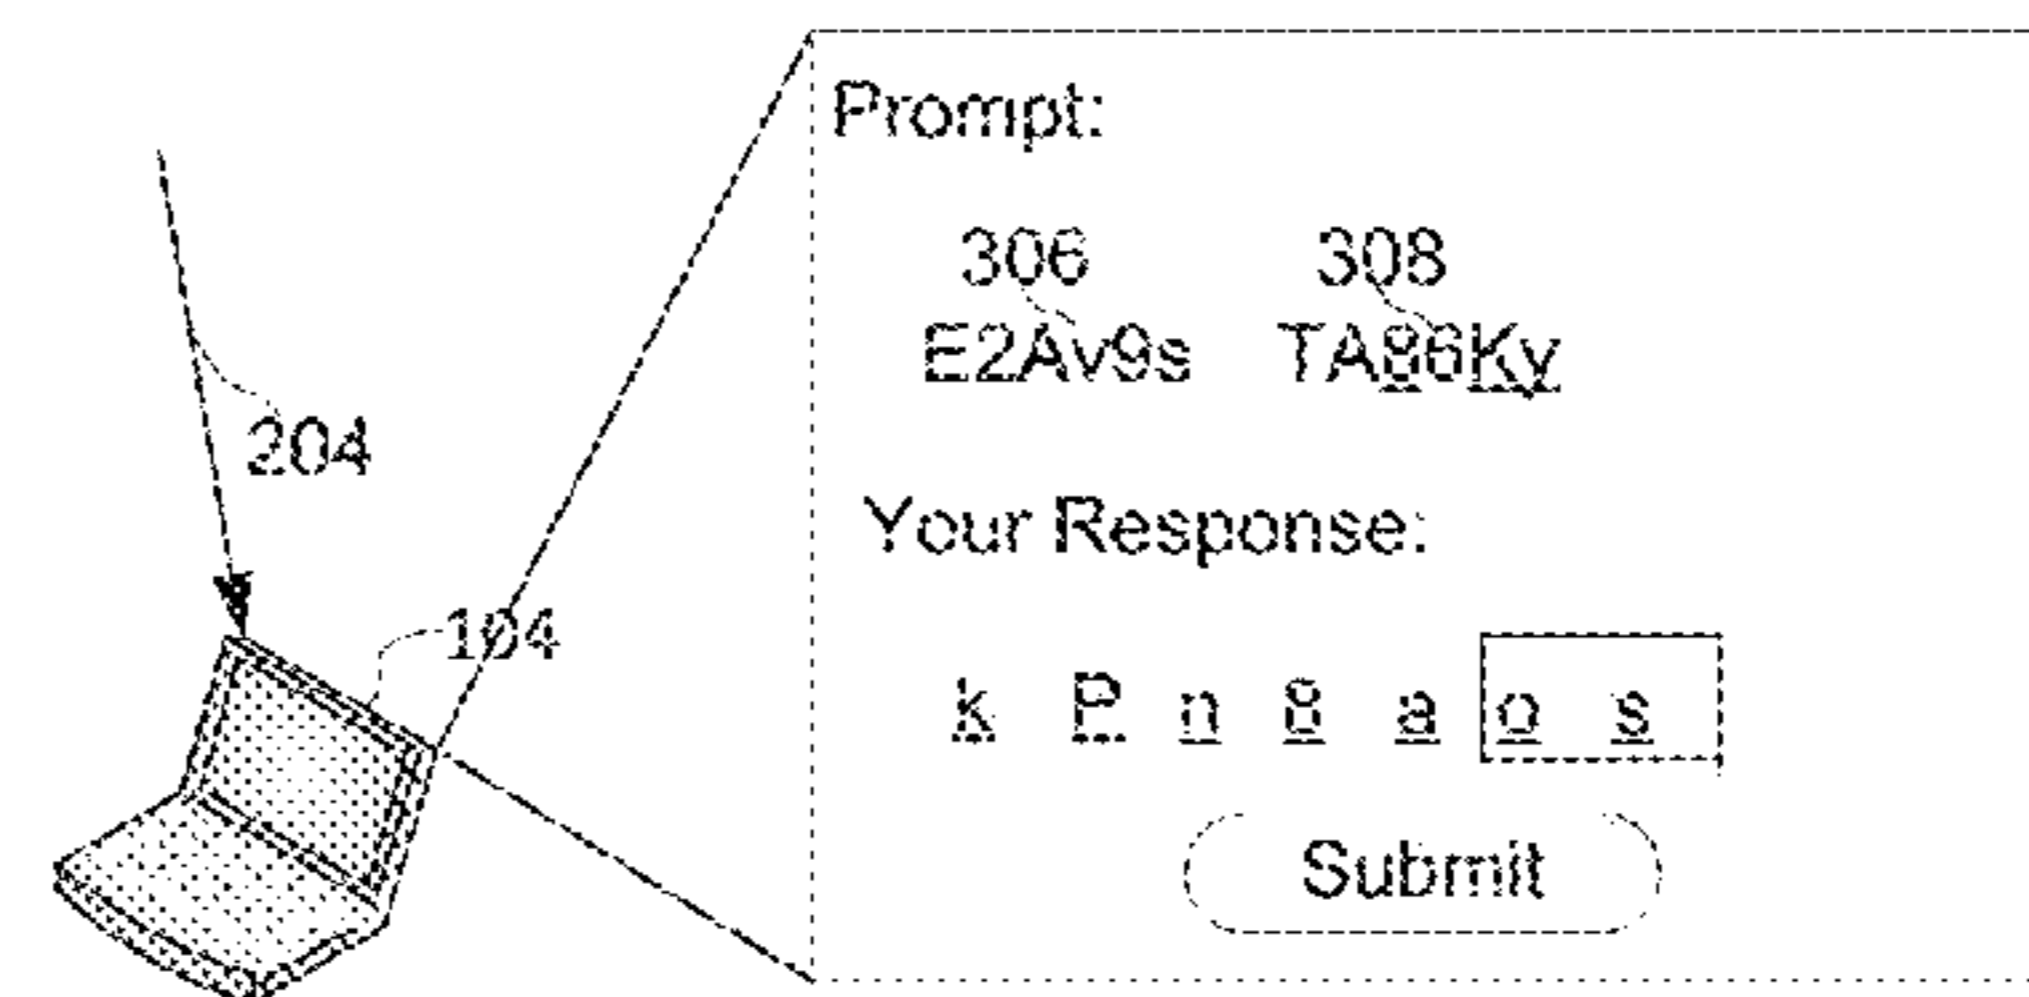 Prompt:
306 308
E2Av9s TA86Ky
204
Your Response:
104
k P n 8 a o s
Submit